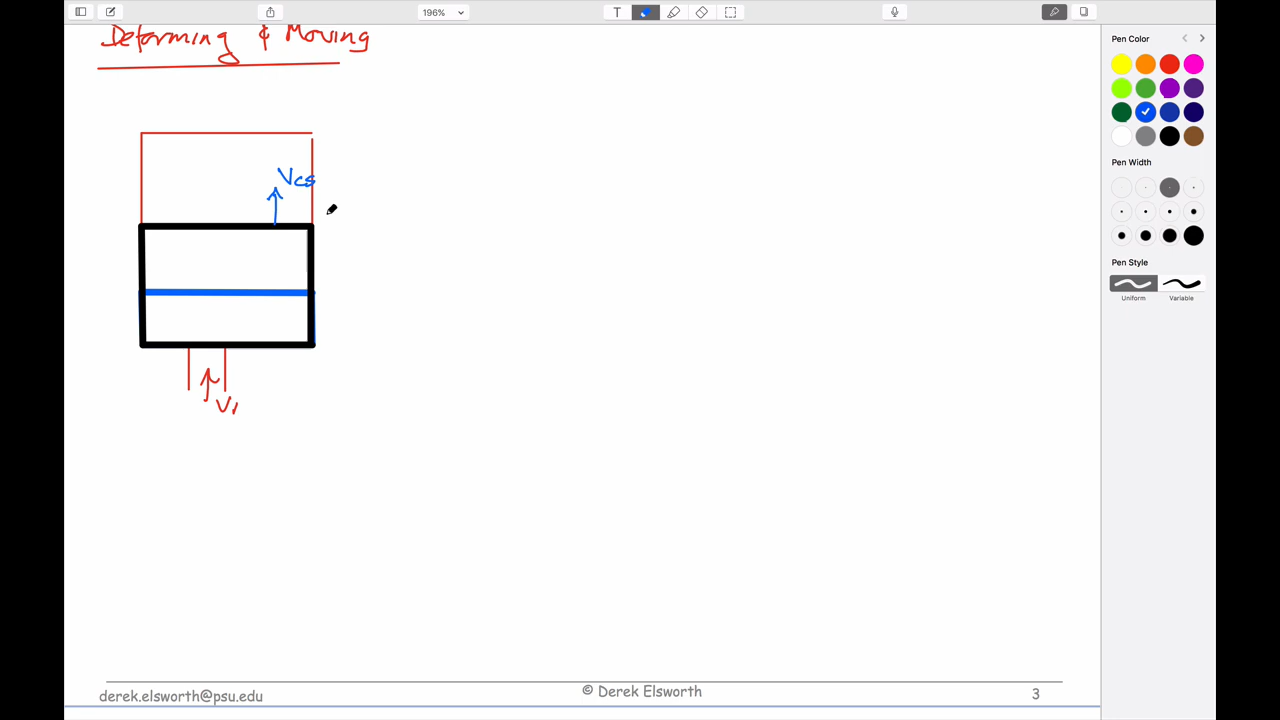 196%
Deforming & Moving
Vcs
V1
Pen Color
Pen Width
Pen Style
Uniform
Variable
derek.elsworth@psu.edu
© Derek Elsworth
3